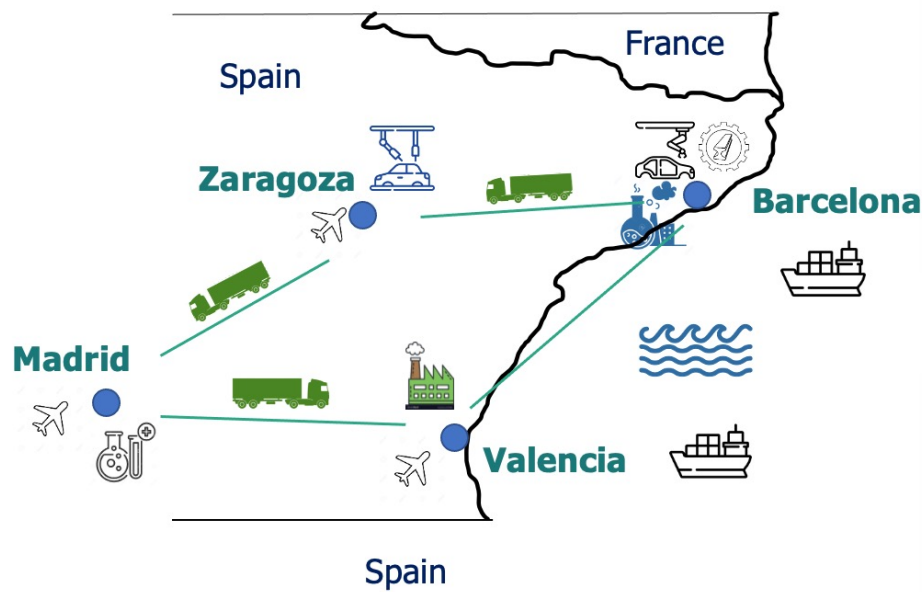 France
Spain
Zaragoza
Barcelona
Madrid
Valencia
Spain